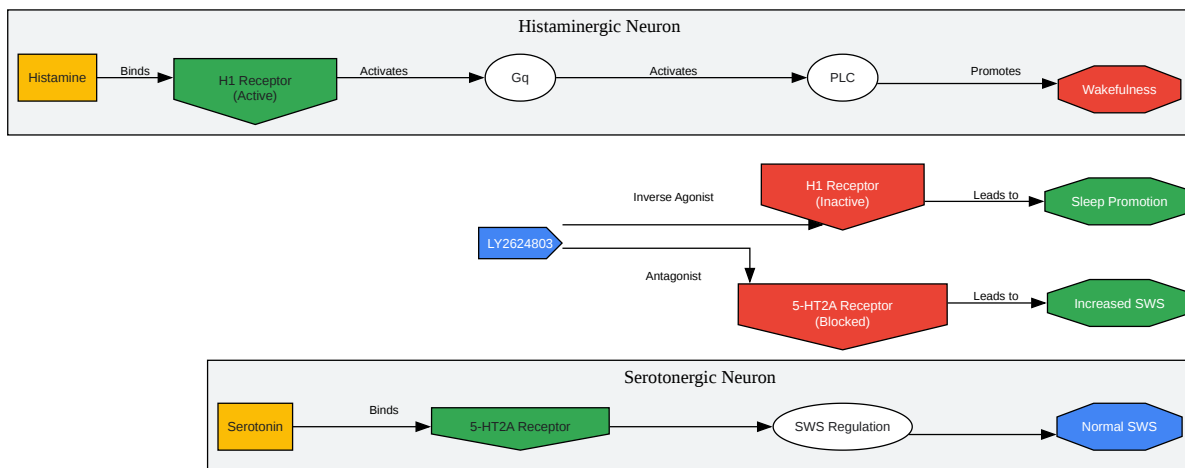 Histaminergic Neuron
Histamine
Binds
H1 Receptor
(Active)
Activates
Gq
Activates
PLC
Promotes
Wakefulness
LY2624803
Inverse Agonist
H1 Receptor
(Inactive)
Leads to
Sleep Promotion
Antagonist
5-HT2A Receptor
(Blocked)
Leads to
Increased SWS
Serotonergic Neuron
Serotonin
Binds
5-HT2A Receptor
SWS Regulation
Normal SWS